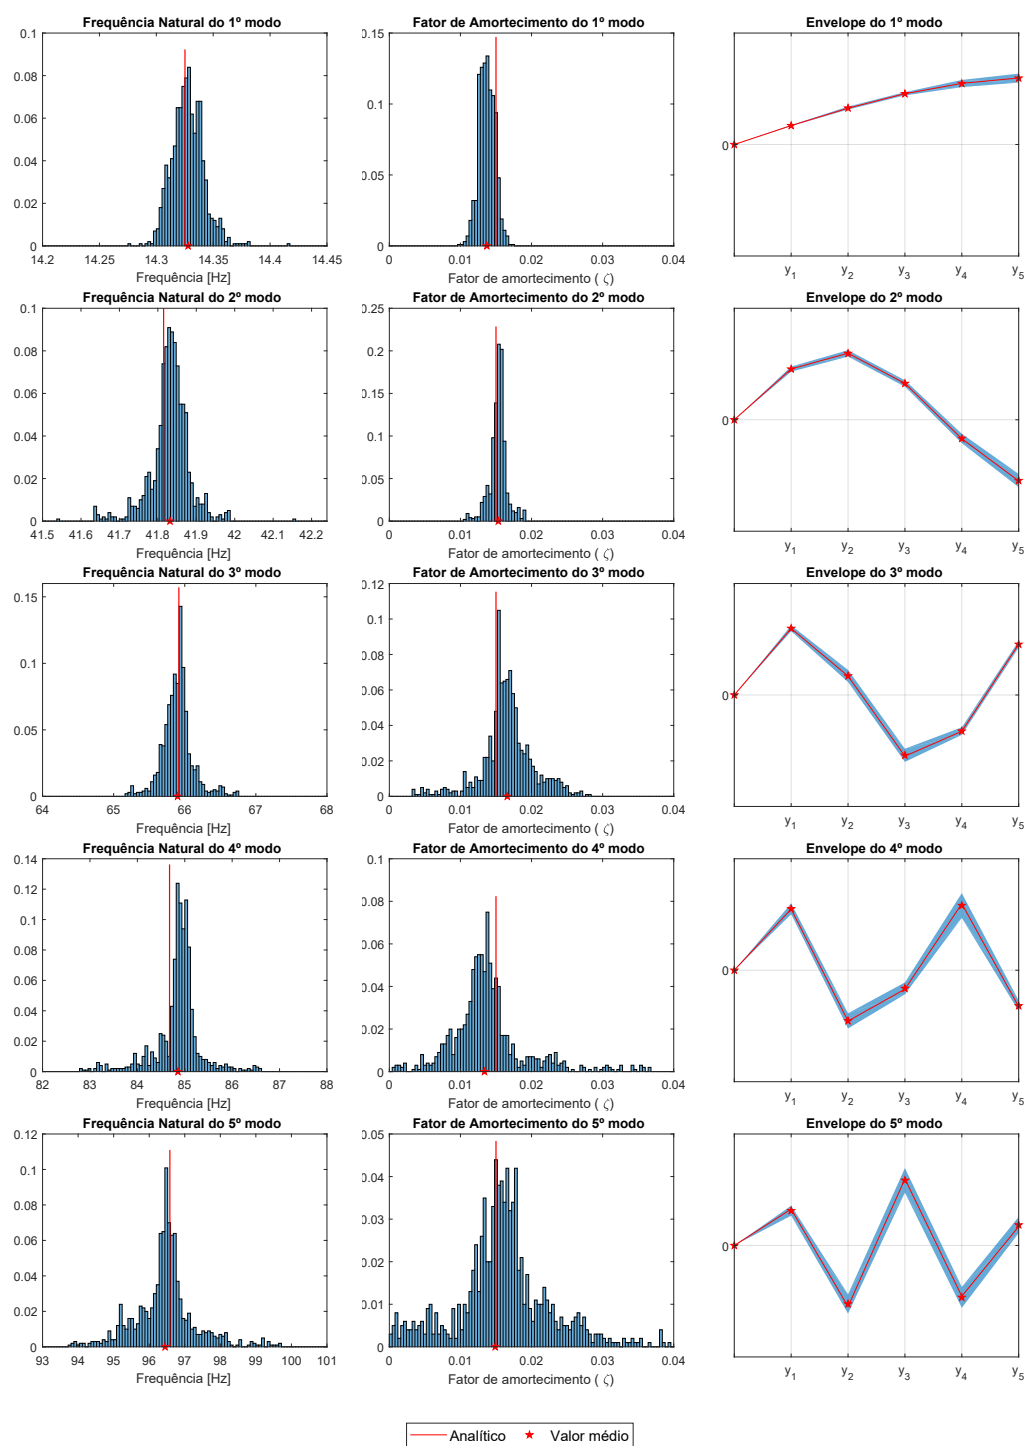 Frequência Natural do 1º modo
0.1
0.08
0.06
0.04
0.02
0
14.2 14.25 14.3 14.35 14.4 14.45
Frequência [Hz]
Fator de Amortecimento do 1º modo
0.15
0.1
0.05
0
0 0.01 0.02 0.03 0.04
Fator de amortecimento ( ζ)
Envelope do 1º modo
0
y1 y2 y3 y4 y5
Frequência Natural do 2º modo
0.1
0.08
0.06
0.04
0.02
0
41.5 41.6 41.7 41.8 41.9 42 42.1 42.2
Frequência [Hz]
Fator de Amortecimento do 2º modo
0.25
0.2
0.15
0.1
0.05
0
0 0.01 0.02 0.03 0.04
Fator de amortecimento ( ζ)
Envelope do 2º modo
0
y1 y2 y3 y4 y5
Frequência Natural do 3º modo
0.15
0.1
0.05
0
64 65 66 67 68
Frequência [Hz]
Fator de Amortecimento do 3º modo
0.12
0.1
0.08
0.06
0.04
0.02
0
0 0.01 0.02 0.03 0.04
Fator de amortecimento ( ζ)
Envelope do 3º modo
0
y1 y2 y3 y4 y5
Frequência Natural do 4º modo
0.14
0.12
0.1
0.08
0.06
0.04
0.02
0
82 83 84 85 86 87 88
Frequência [Hz]
Fator de Amortecimento do 4º modo
0.1
0.08
0.06
0.04
0.02
0
0 0.01 0.02 0.03 0.04
Fator de amortecimento ( ζ)
Envelope do 4º modo
0
y1 y2 y3 y4 y5
Frequência Natural do 5º modo
0.12
0.1
0.08
0.06
0.04
0.02
0
93 94 95 96 97 98 99 100 101
Frequência [Hz]
Fator de Amortecimento do 5º modo
0.05
0.04
0.03
0.02
0.01
0
0 0.01 0.02 0.03 0.04
Fator de amortecimento ( ζ)
Envelope do 5º modo
0
y1 y2 y3 y4 y5
Analítico Valor médio